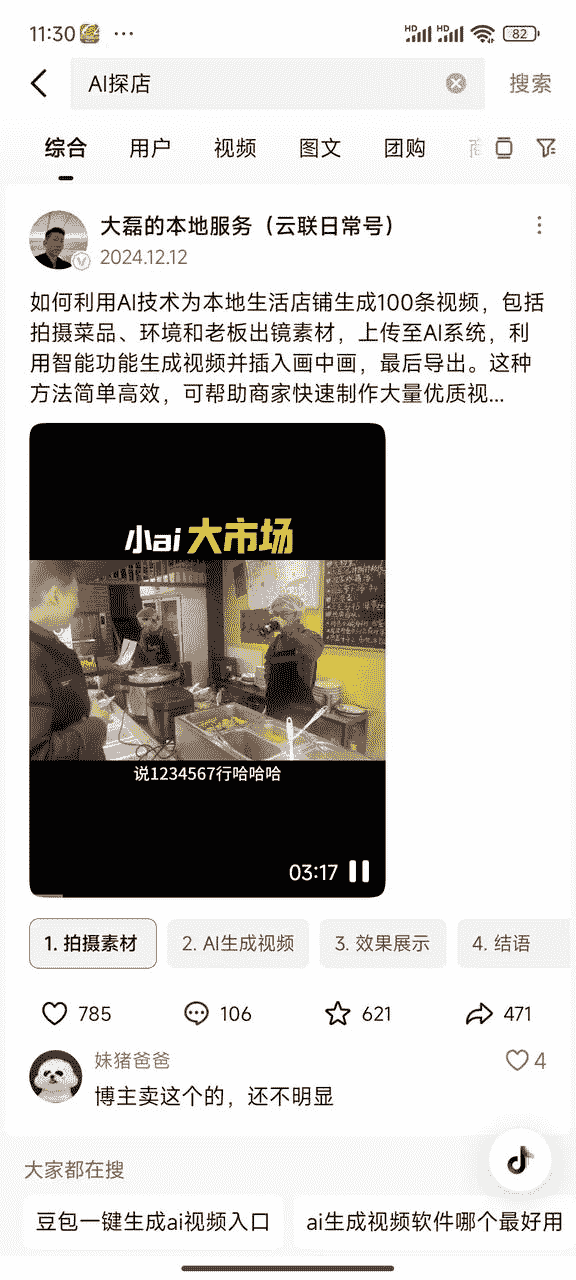 11:30
HD HD 82
AI探店
搜索
综合 用户 视频 图文 团购
大磊的本地服务（云联日常号）
2024.12.12
如何利用AI技术为本地生活店铺生成100条视频，包括
拍摄菜品、环境和老板出镜素材，上传至AI系统，利
用智能功能生成视频并插入画中画，最后导出。这种
方法简单高效，可帮助商家快速制作大量优质视...
小ai 大市场
说1234567行哈哈哈
03:17
1. 拍摄素材 2. AI生成视频 3. 效果展示 4. 结语
785 106 621 471
妹猪爸爸
4
博主卖这个的，还不明显
大家都在搜
豆包一键生成ai视频入口 ai生成视频软件哪个最好用